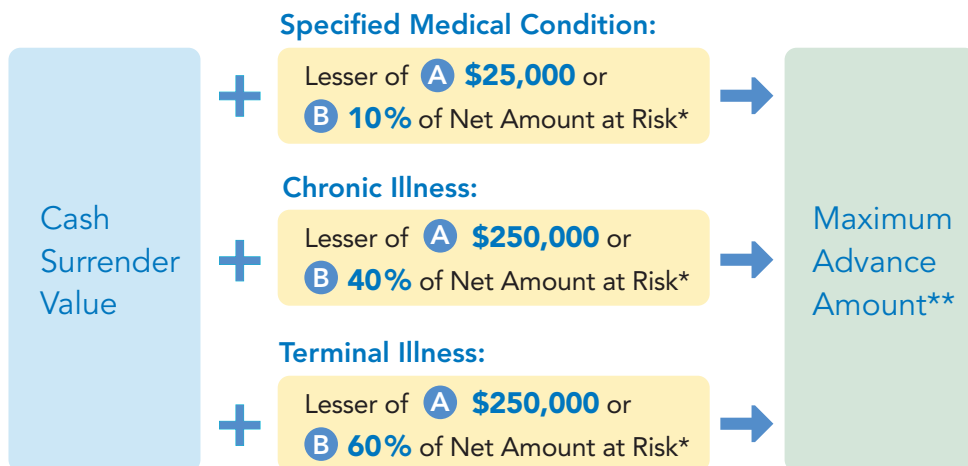 Specified Medical Condition:
Lesser of A $25,000 or
B 10% of Net Amount at Risk*
Chronic Illness:
Lesser of A $250,000 or
B 40% of Net Amount at Risk*
Terminal Illness:
Lesser of A $250,000 or
B 60% of Net Amount at Risk*
Cash
Surrender
Value
+
+
+
Maximum
Advance
Amount**